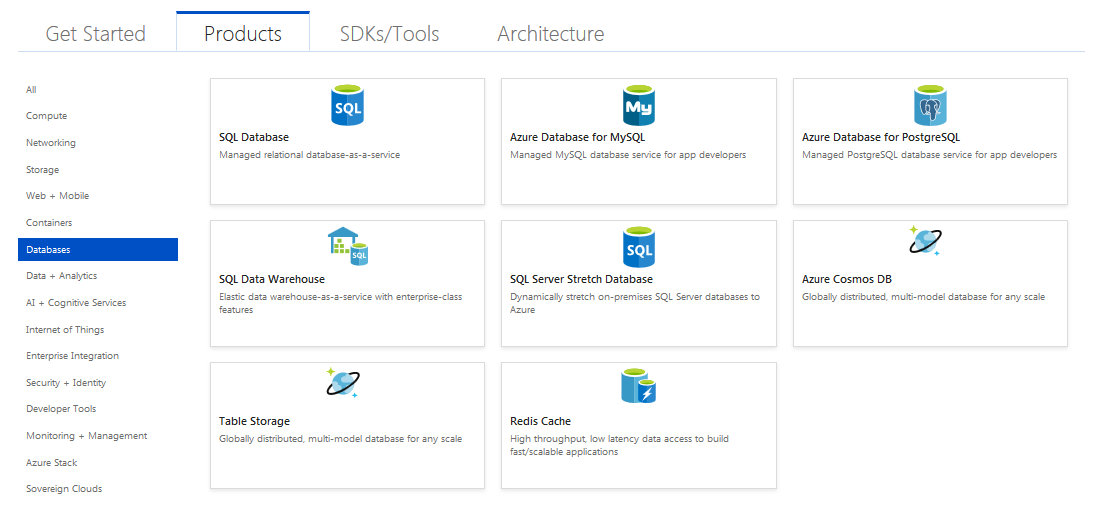 Get Started
Products
SDKs/Tools
Architecture
All
Compute
Networking
Storage
Web + Mobile
Containers
Databases
Data + Analytics
AI + Cognitive Services
Internet of Things
Enterprise Integration
Security + Identity
Developer Tools
Monitoring + Management
Azure Stack
Sovereign Clouds
SQL
SQL Database
Managed relational database-as-a-service
My
Azure Database for MySQL
Managed MySQL database service for app developers
Azure Database for PostgreSQL
Managed PostgreSQL database service for app developers
SQL
SQL Data Warehouse
Elastic data warehouse-as-a-service with enterprise-class
features
SQL
SQL Server Stretch Database
Dynamically stretch on-premises SQL Server databases to
Azure
Azure Cosmos DB
Globally distributed, multi-model database for any scale
Table Storage
Globally distributed, multi-model database for any scale
Redis Cache
High throughput, low latency data access to build
fast/scalable applications